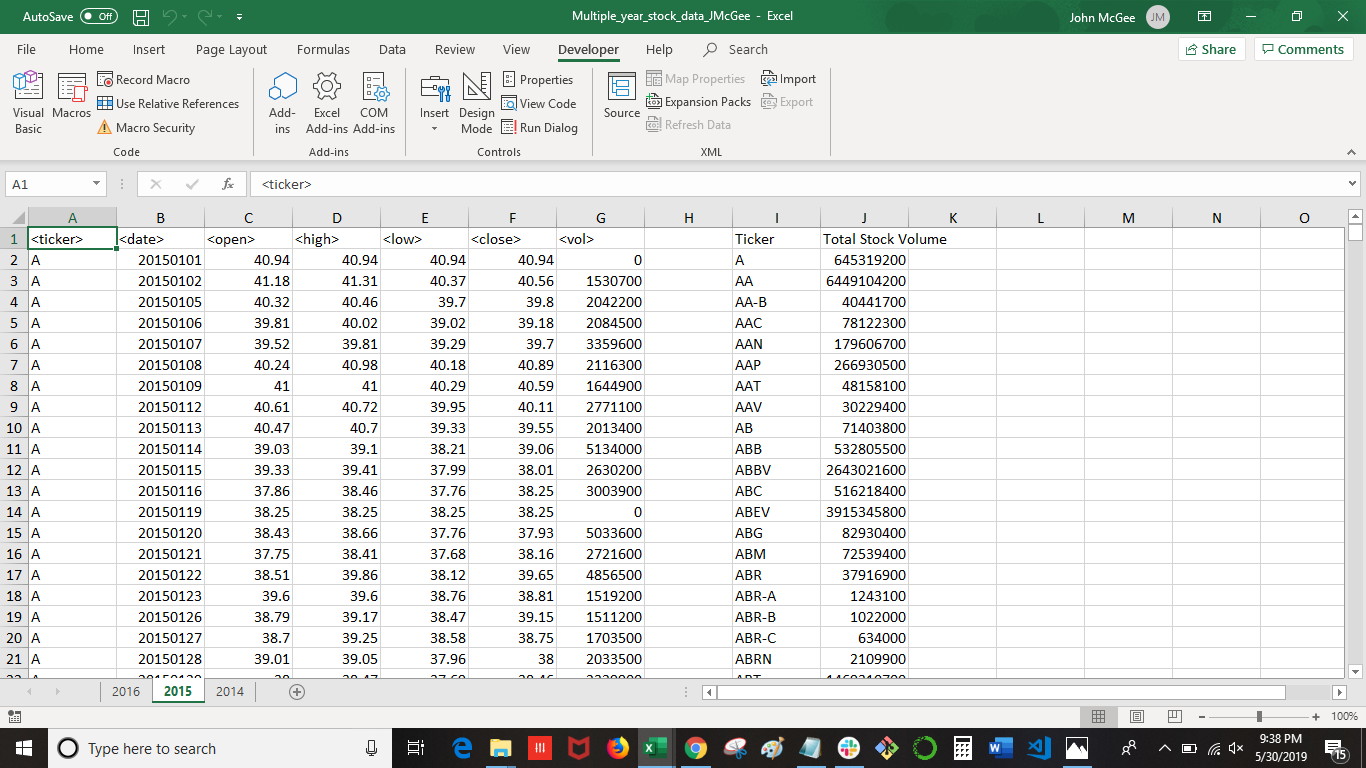 AutoSave Off Multiple_year_stock_data_JMcGee - Excel John McGee JM
File Home Insert Page Layout Formulas Data Review View Developer Help Search Share Comments
Visual Basic Macros Record Macro Use Relative References Macro Security Add-ins Excel Add-ins COM Add-ins Insert Design Mode Properties View Code Run Dialog Source Map Properties Expansion Packs Refresh Data Import Export
Code Add-ins Controls XML
A1 fx <ticker>
A B C D E F G H I J K L M N O
1 <ticker> <date> <open> <high> <low> <close> <vol> Ticker Total Stock Volume
2 A 20150101 40.94 40.94 40.94 40.94 0 A 645319200
3 A 20150102 41.18 41.31 40.37 40.56 1530700 AA 6449104200
4 A 20150105 40.32 40.46 39.7 39.8 2042200 AA-B 40441700
5 A 20150106 39.81 40.02 39.02 39.18 2084500 AAC 78122300
6 A 20150107 39.52 39.81 39.29 39.7 3359600 AAN 179606700
7 A 20150108 40.24 40.98 40.18 40.89 2116300 AAP 266930500
8 A 20150109 41 41 40.29 40.59 1644900 AAT 48158100
9 A 20150112 40.61 40.72 39.95 40.11 2771100 AAV 30229400
10 A 20150113 40.47 40.7 39.33 39.55 2013400 AB 71403800
11 A 20150114 39.03 39.1 38.21 39.06 5134000 ABB 532805500
12 A 20150115 39.33 39.41 37.99 38.01 2630200 ABBV 2643021600
13 A 20150116 37.86 38.46 37.76 38.25 3003900 ABC 516218400
14 A 20150119 38.25 38.25 38.25 38.25 0 ABEV 3915345800
15 A 20150120 38.43 38.66 37.76 37.93 5033600 ABG 82930400
16 A 20150121 37.75 38.41 37.68 38.16 2721600 ABM 72539400
17 A 20150122 38.51 39.86 38.12 39.65 4856500 ABR 37916900
18 A 20150123 39.6 39.6 38.76 38.81 1519200 ABR-A 1243100
19 A 20150126 38.79 39.17 38.47 39.15 1511200 ABR-B 1022000
20 A 20150127 38.7 39.25 38.58 38.75 1703500 ABR-C 634000
21 A 20150128 39.01 39.05 37.96 38 2033500 ABRN 2109900
2016 2015 2014
100%
Type here to search 9:38 PM
5/30/2019 15